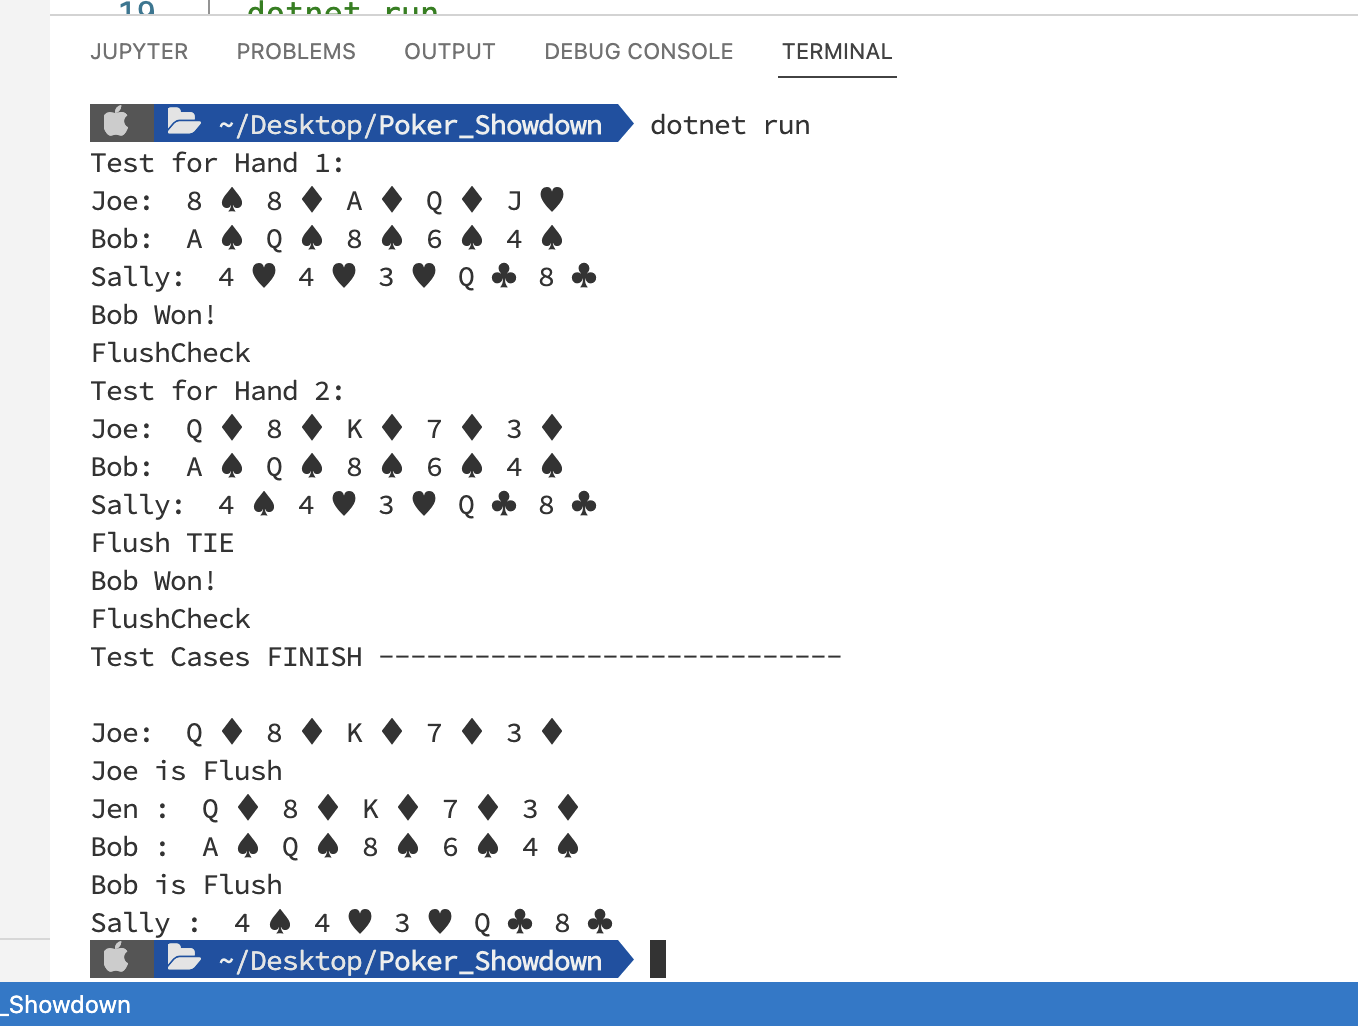 19 dotnet run
JUPYTER PROBLEMS OUTPUT DEBUG CONSOLE TERMINAL
~/Desktop/Poker_Showdown dotnet run
Test for Hand 1:
Joe: 8 ♠ 8 ♦ A ♦ Q ♦ J ♥
Bob: A ♠ Q ♠ 8 ♠ 6 ♠ 4 ♠
Sally: 4 ♥ 4 ♥ 3 ♥ Q ♣ 8 ♣
Bob Won!
FlushCheck
Test for Hand 2:
Joe: Q ♦ 8 ♦ K ♦ 7 ♦ 3 ♦
Bob: A ♠ Q ♠ 8 ♠ 6 ♠ 4 ♠
Sally: 4 ♠ 4 ♥ 3 ♥ Q ♣ 8 ♣
Flush TIE
Bob Won!
FlushCheck
Test Cases FINISH -----------------------------
Joe: Q ♦ 8 ♦ K ♦ 7 ♦ 3 ♦
Joe is Flush
Jen : Q ♦ 8 ♦ K ♦ 7 ♦ 3 ♦
Bob : A ♠ Q ♠ 8 ♠ 6 ♠ 4 ♠
Bob is Flush
Sally : 4 ♠ 4 ♥ 3 ♥ Q ♣ 8 ♣
~/Desktop/Poker_Showdown
_Showdown